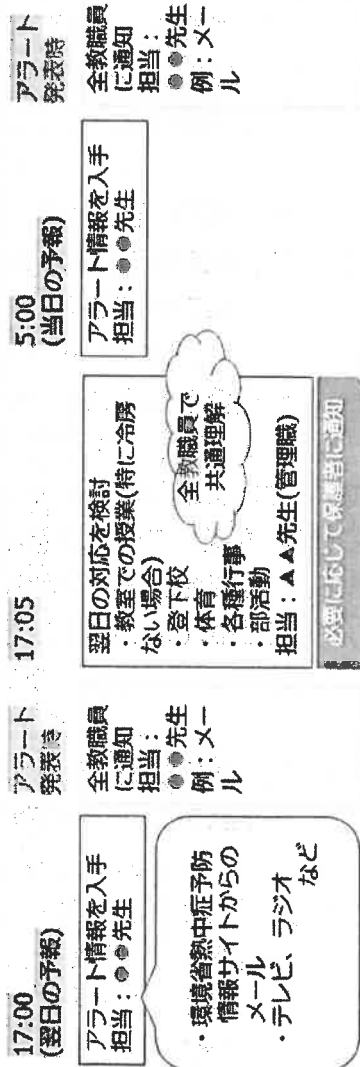 17:00
(翌日の予報)
アラート情報を入手
担当：●●先生
・環境省熱中症予防
情報サイトからの
メール
・テレビ、ラジオ
など
アラート
発表時
全教職員
に通知
担当：
●●先生
例：メー
ル
17:05
翌日の対応を検討
・教室での授業(特に冷房
ない場合)
・登下校
・体育
・各種行事
・部活動
担当：▲▲先生(管理職)
全教職員で
共通理解
必要に応じて保護者に通知
5:00
(当日の予報)
アラート情報を入手
担当：●●先生
アラート
発表時
全教職員
に通知
担当：
●●先生
例：メー
ル